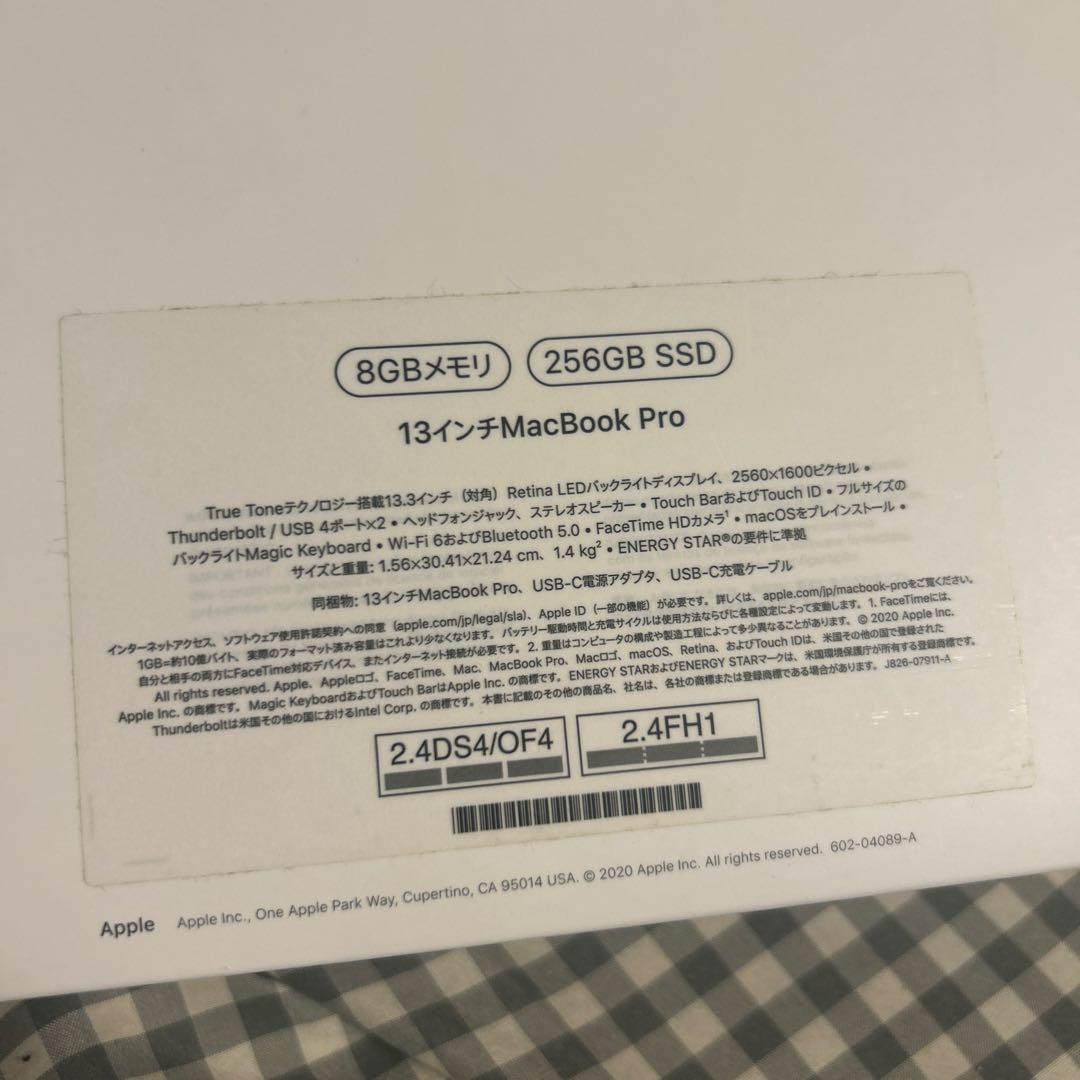 8GBメモリ 256GB SSD
13インチMacBook Pro
True Toneテクノロジー搭載13.3インチ（対角）Retina LEDバックライトディスプレイ、2560×1600ピクセル •
Thunderbolt / USB 4ポート×2 • ヘッドフォンジャック、ステレオスピーカー • Touch BarおよびTouch ID • フルサイズの
バックライトMagic Keyboard • Wi-Fi 6およびBluetooth 5.0 • FaceTime HDカメラ¹ • macOSをプレインストール •
サイズと重量: 1.56×30.41×21.24 cm、1.4 kg² • ENERGY STAR®の要件に準拠
同梱物: 13インチMacBook Pro、USB-C電源アダプタ、USB-C充電ケーブル
インターネットアクセス、ソフトウェア使用許諾契約への同意 (apple.com/jp/legal/sla)、Apple ID（一部の機能）が必要です。詳しくは、apple.com/jp/macbook-proをご覧ください。
1GB=約10億バイト、実際のフォーマット済み容量はこれより少なくなります。バッテリー駆動時間と充電サイクルは使用方法ならびに各種設定によって変動します。1. FaceTimeには、
自分と相手の両方にFaceTime対応デバイス、またインターネット接続が必要です。2. 重量はコンピュータの構成や製造工程によって多少異なることがあります。© 2020 Apple Inc.
All rights reserved. Apple、Appleロゴ、FaceTime、Mac、MacBook Pro、Macロゴ、macOS、Retina、およびTouch IDは、米国その他の国で登録された
Apple Inc. の商標です。Magic KeyboardおよびTouch BarはApple Inc. の商標です。ENERGY STARおよびENERGY STARマークは、米国環境保護庁が所有する登録商標です。
Thunderboltは米国その他の国におけるIntel Corp. の商標です。本書に記載のその他の商品名、社名は、各社の商標または登録商標である場合があります。J826-07911-A
2.4DS4/OF4 2.4FH1
Apple Apple Inc., One Apple Park Way, Cupertino, CA 95014 USA. © 2020 Apple Inc. All rights reserved. 602-04089-A